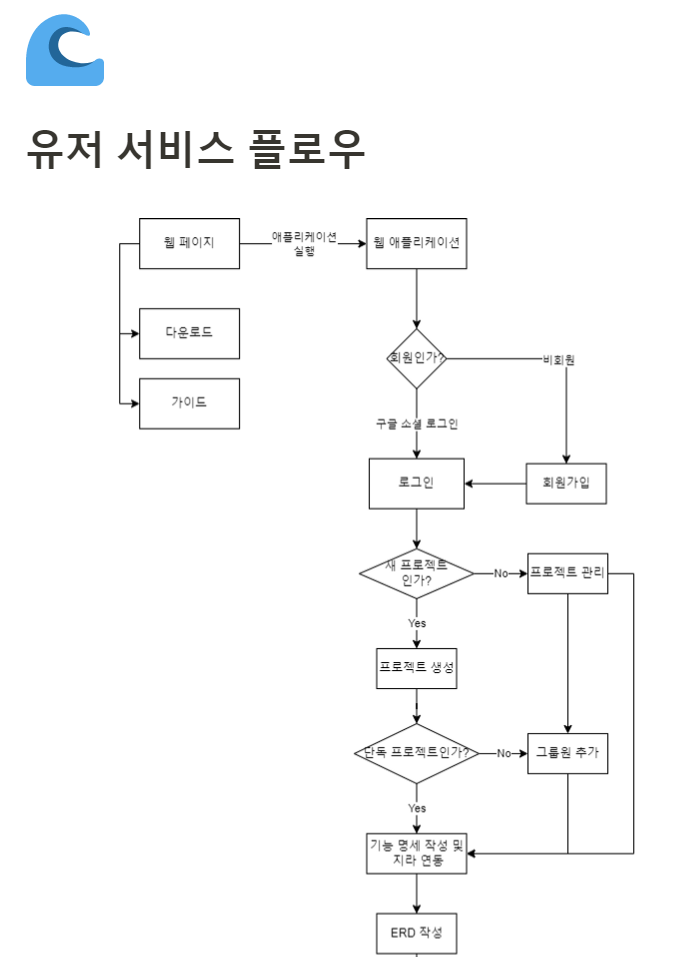 유저 서비스 플로우
웹 페이지
애플리케이션
실행
웹 애플리케이션
다운로드
회원인가?
비회원
가이드
구글 소셜 로그인
로그인
회원가입
새 프로젝트
인가?
No
프로젝트 관리
Yes
프로젝트 생성
단독 프로젝트인가?
No
그룹원 추가
Yes
기능 명세 작성 및
지라 연동
ERD 작성